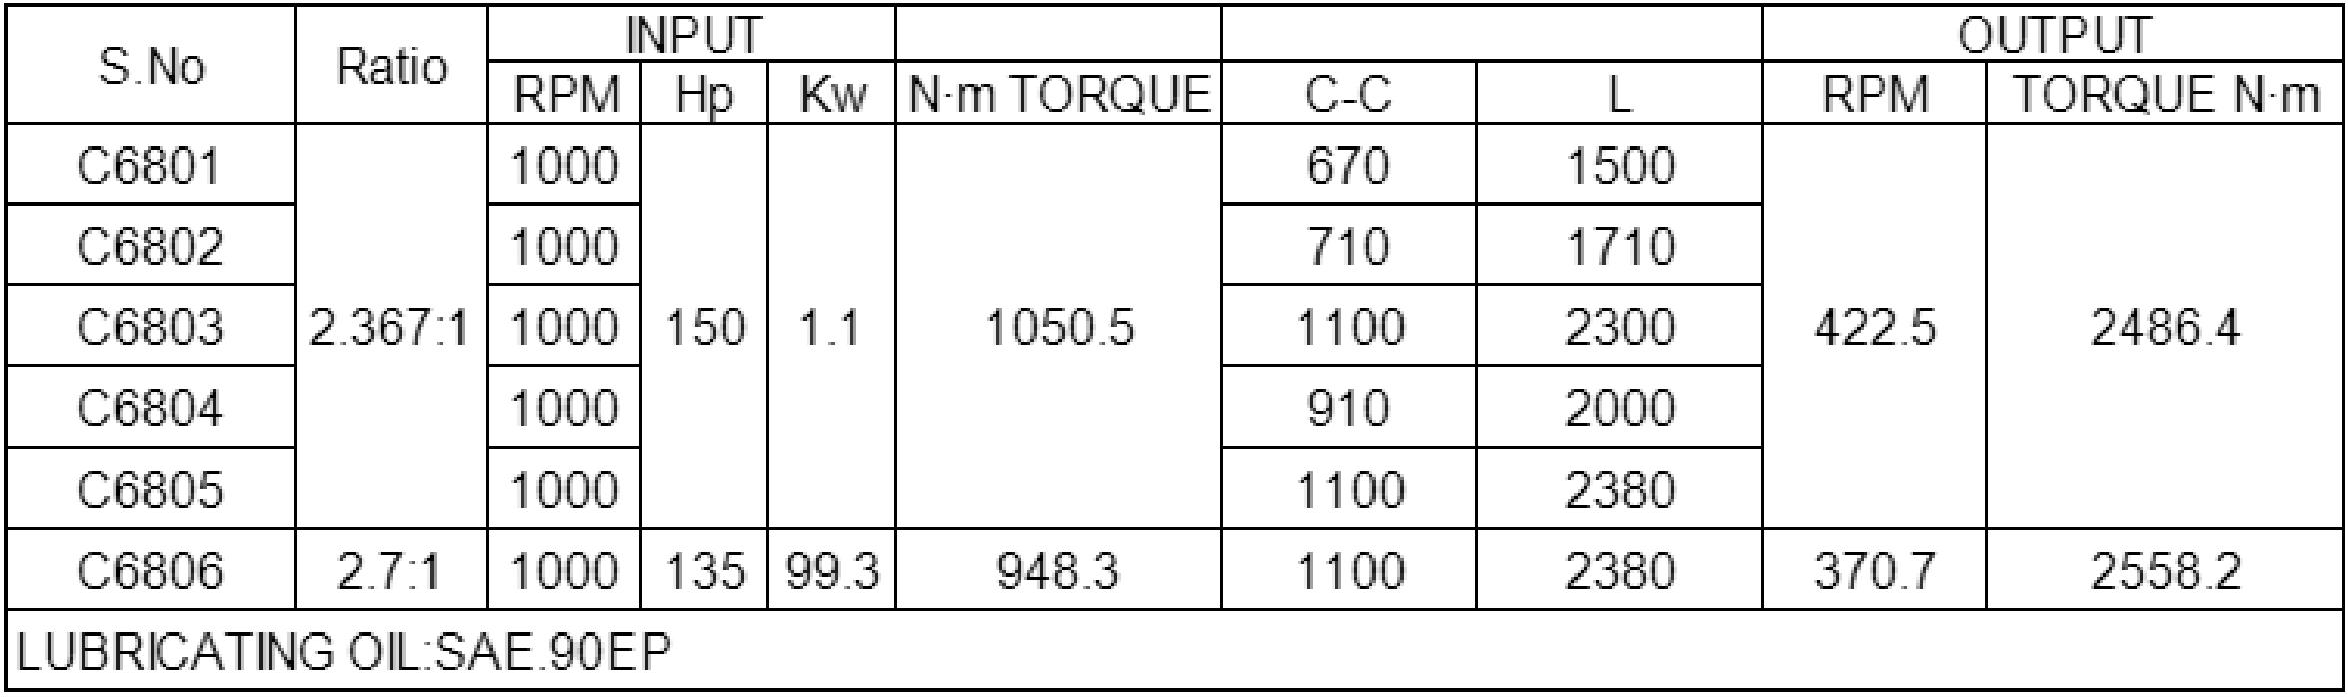 S.No Ratio INPUT OUTPUT
RPM Hp Kw N·m TORQUE C-C L RPM TORQUE N·m
C6801 1000 670 1500
C6802 1000 710 1710
C6803 2.367:1 1000 150 1.1 1050.5 1100 2300 422.5 2486.4
C6804 1000 910 2000
C6805 1000 1100 2380
C6806 2.7:1 1000 135 99.3 948.3 1100 2380 370.7 2558.2
LUBRICATING OIL:SAE.90EP